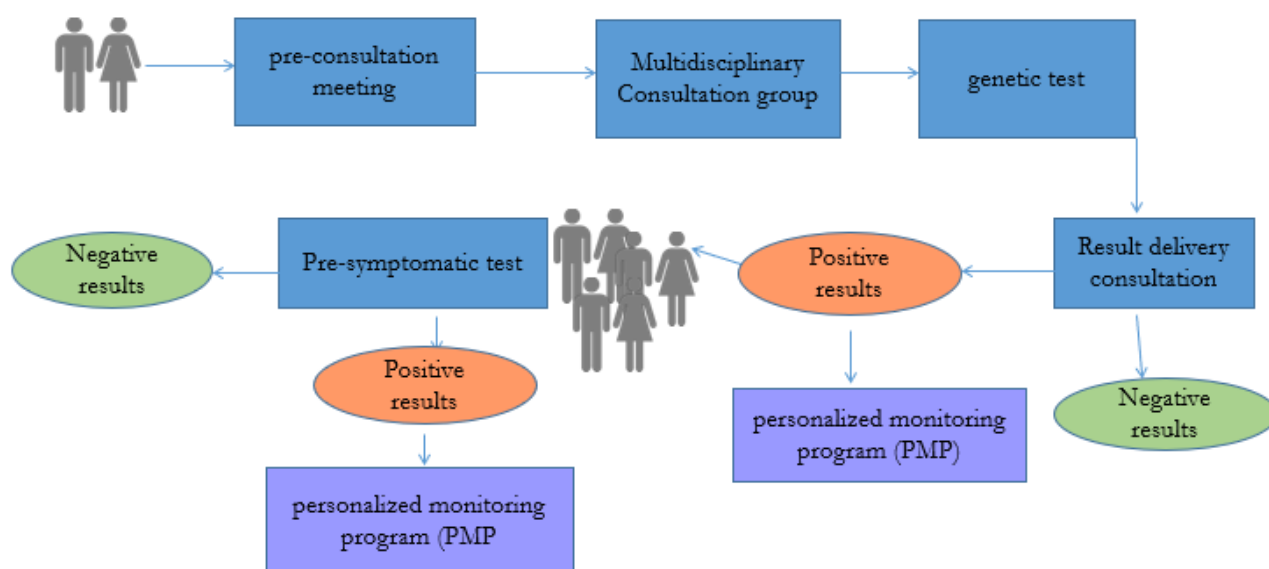 pre-consultation
meeting
Multidisciplinary
Consultation group
genetic test
Negative
results
Pre-symptomatic test
Positive
results
Result delivery
consultation
Positive
results
personalized monitoring
program (PMP)
Negative
results
personalized monitoring
program (PMP